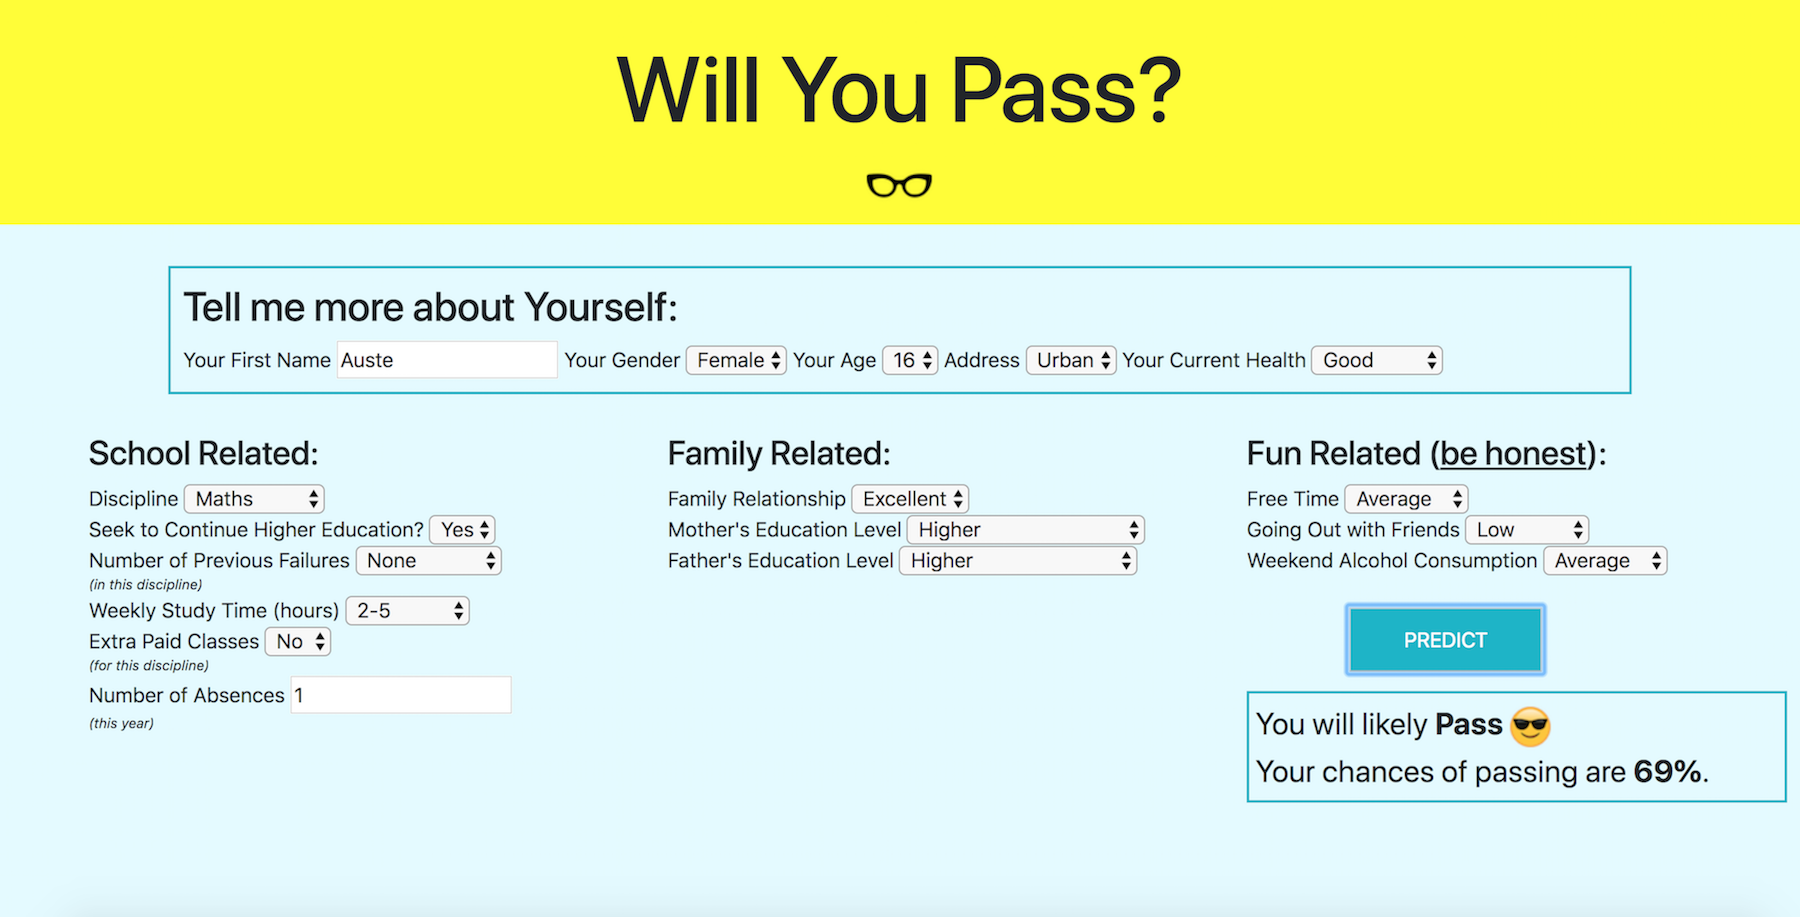 Will You Pass?
Tell me more about Yourself:
Your First Name Auste Your Gender Female Your Age 16 Address Urban Your Current Health Good
School Related:
Discipline Maths
Seek to Continue Higher Education? Yes
Number of Previous Failures None
(in this discipline)
Weekly Study Time (hours) 2-5
Extra Paid Classes No
(for this discipline)
Number of Absences 1
(this year)
Family Related:
Family Relationship Excellent
Mother's Education Level Higher
Father's Education Level Higher
Fun Related (be honest):
Free Time Average
Going Out with Friends Low
Weekend Alcohol Consumption Average
PREDICT
You will likely Pass 😎
Your chances of passing are 69%.